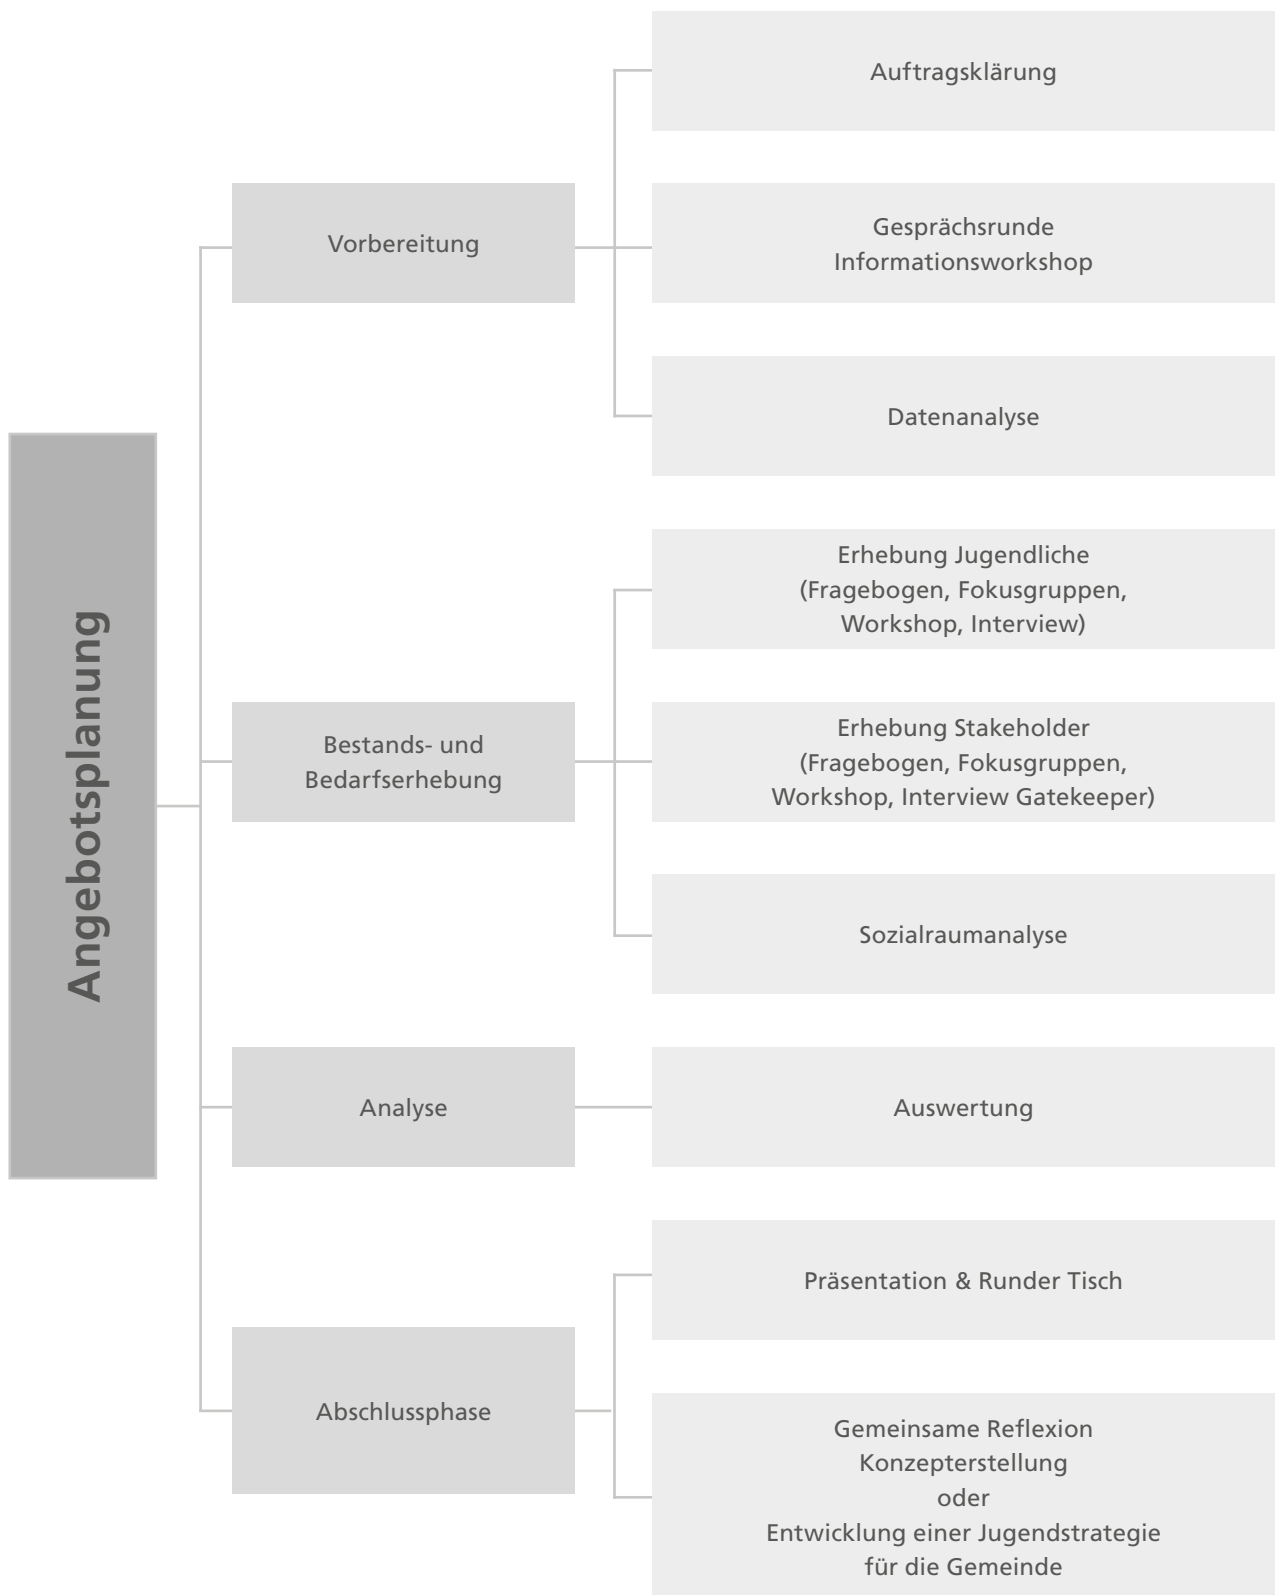 Angebotsplanung
Vorbereitung
Auftragsklärung
Gesprächsrunde
Informationsworkshop
Datenanalyse
Bestands- und
Bedarfserhebung
Erhebung Jugendliche
(Fragebogen, Fokusgruppen,
Workshop, Interview)
Erhebung Stakeholder
(Fragebogen, Fokusgruppen,
Workshop, Interview Gatekeeper)
Sozialraumanalyse
Analyse
Auswertung
Abschlussphase
Präsentation & Runder Tisch
Gemeinsame Reflexion
Konzepterstellung
oder
Entwicklung einer Jugendstrategie
für die Gemeinde